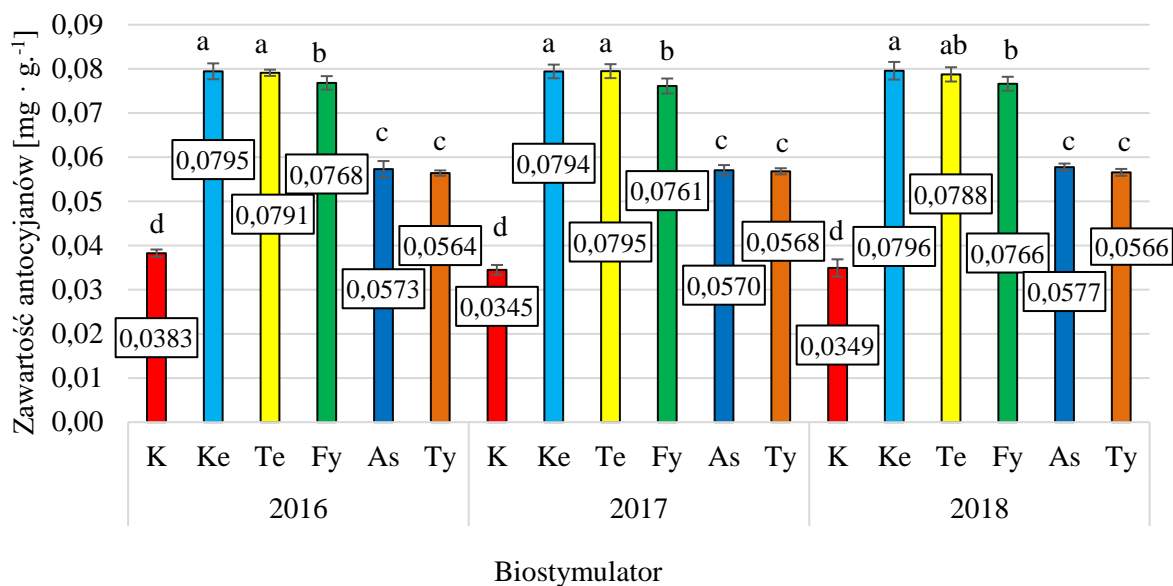 Zawartość antocyjanów [mg · g.-1]
0,09
0,08
0,07
0,06
0,05
0,04
0,03
0,02
0,01
0,00
d a a b c c d a a b c c d a ab b c c
0,0383 0,0795 0,0791 0,0768 0,0573 0,0564 0,0345 0,0794 0,0795 0,0761 0,0570 0,0568 0,0349 0,0796 0,0788 0,0766 0,0577 0,0566
K Ke Te Fy As Ty K Ke Te Fy As Ty K Ke Te Fy As Ty
2016 2017 2018
Biostymulator